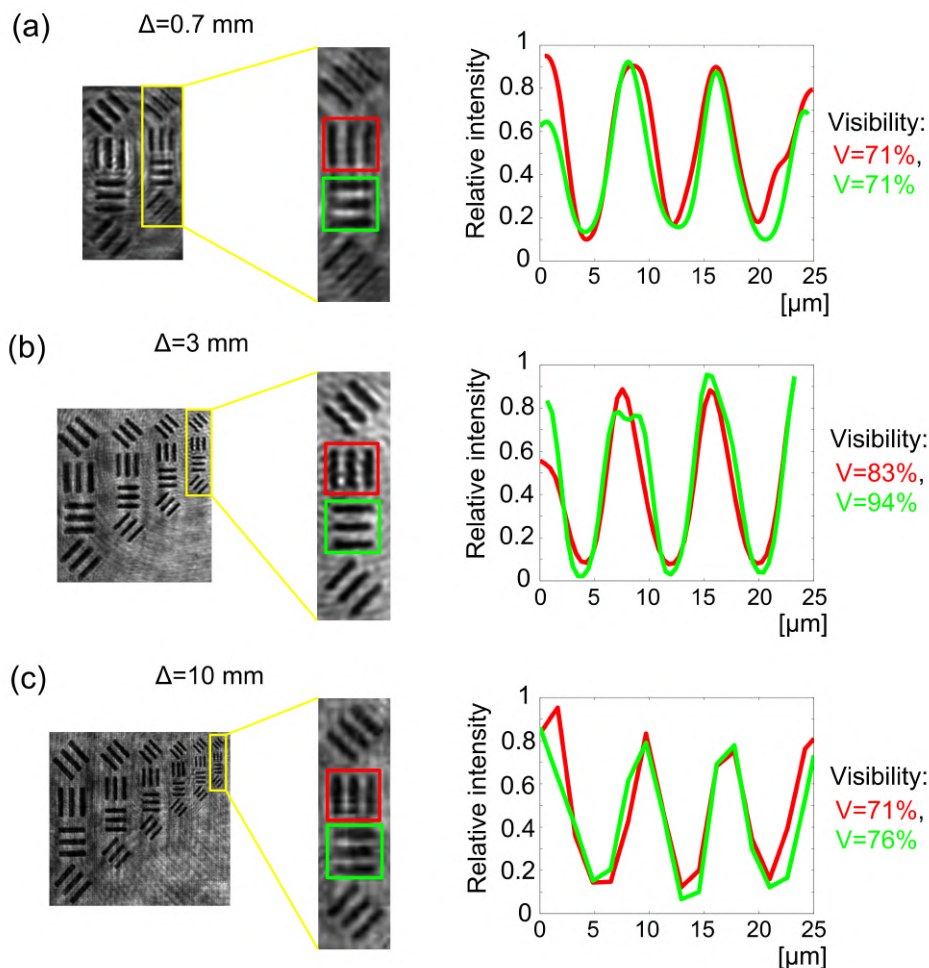 (a)
Δ=0.7 mm
Relative intensity
1
0.8
0.6
0.4
0.2
0
0 5 10 15 20 25
[µm]
Visibility:
V=71%,
V=71%
(b)
Δ=3 mm
Relative intensity
1
0.8
0.6
0.4
0.2
0
0 5 10 15 20 25
[µm]
Visibility:
V=83%,
V=94%
(c)
Δ=10 mm
Relative intensity
1
0.8
0.6
0.4
0.2
0
0 5 10 15 20 25
[µm]
Visibility:
V=71%,
V=76%